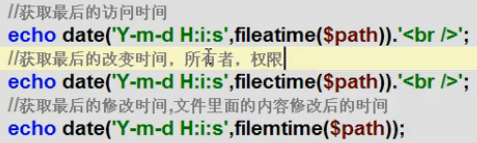 //获取最后的访问时间
echo date('Y-m-d H:i:s',fileatime($path)).'<br />';
//获取最后的改变时间，所有者，权限
echo date('Y-m-d H:i:s',filectime($path)).'<br />';
//获取最后的修改时间,文件里面的内容修改后的时间
echo date('Y-m-d H:i:s',filemtime($path));